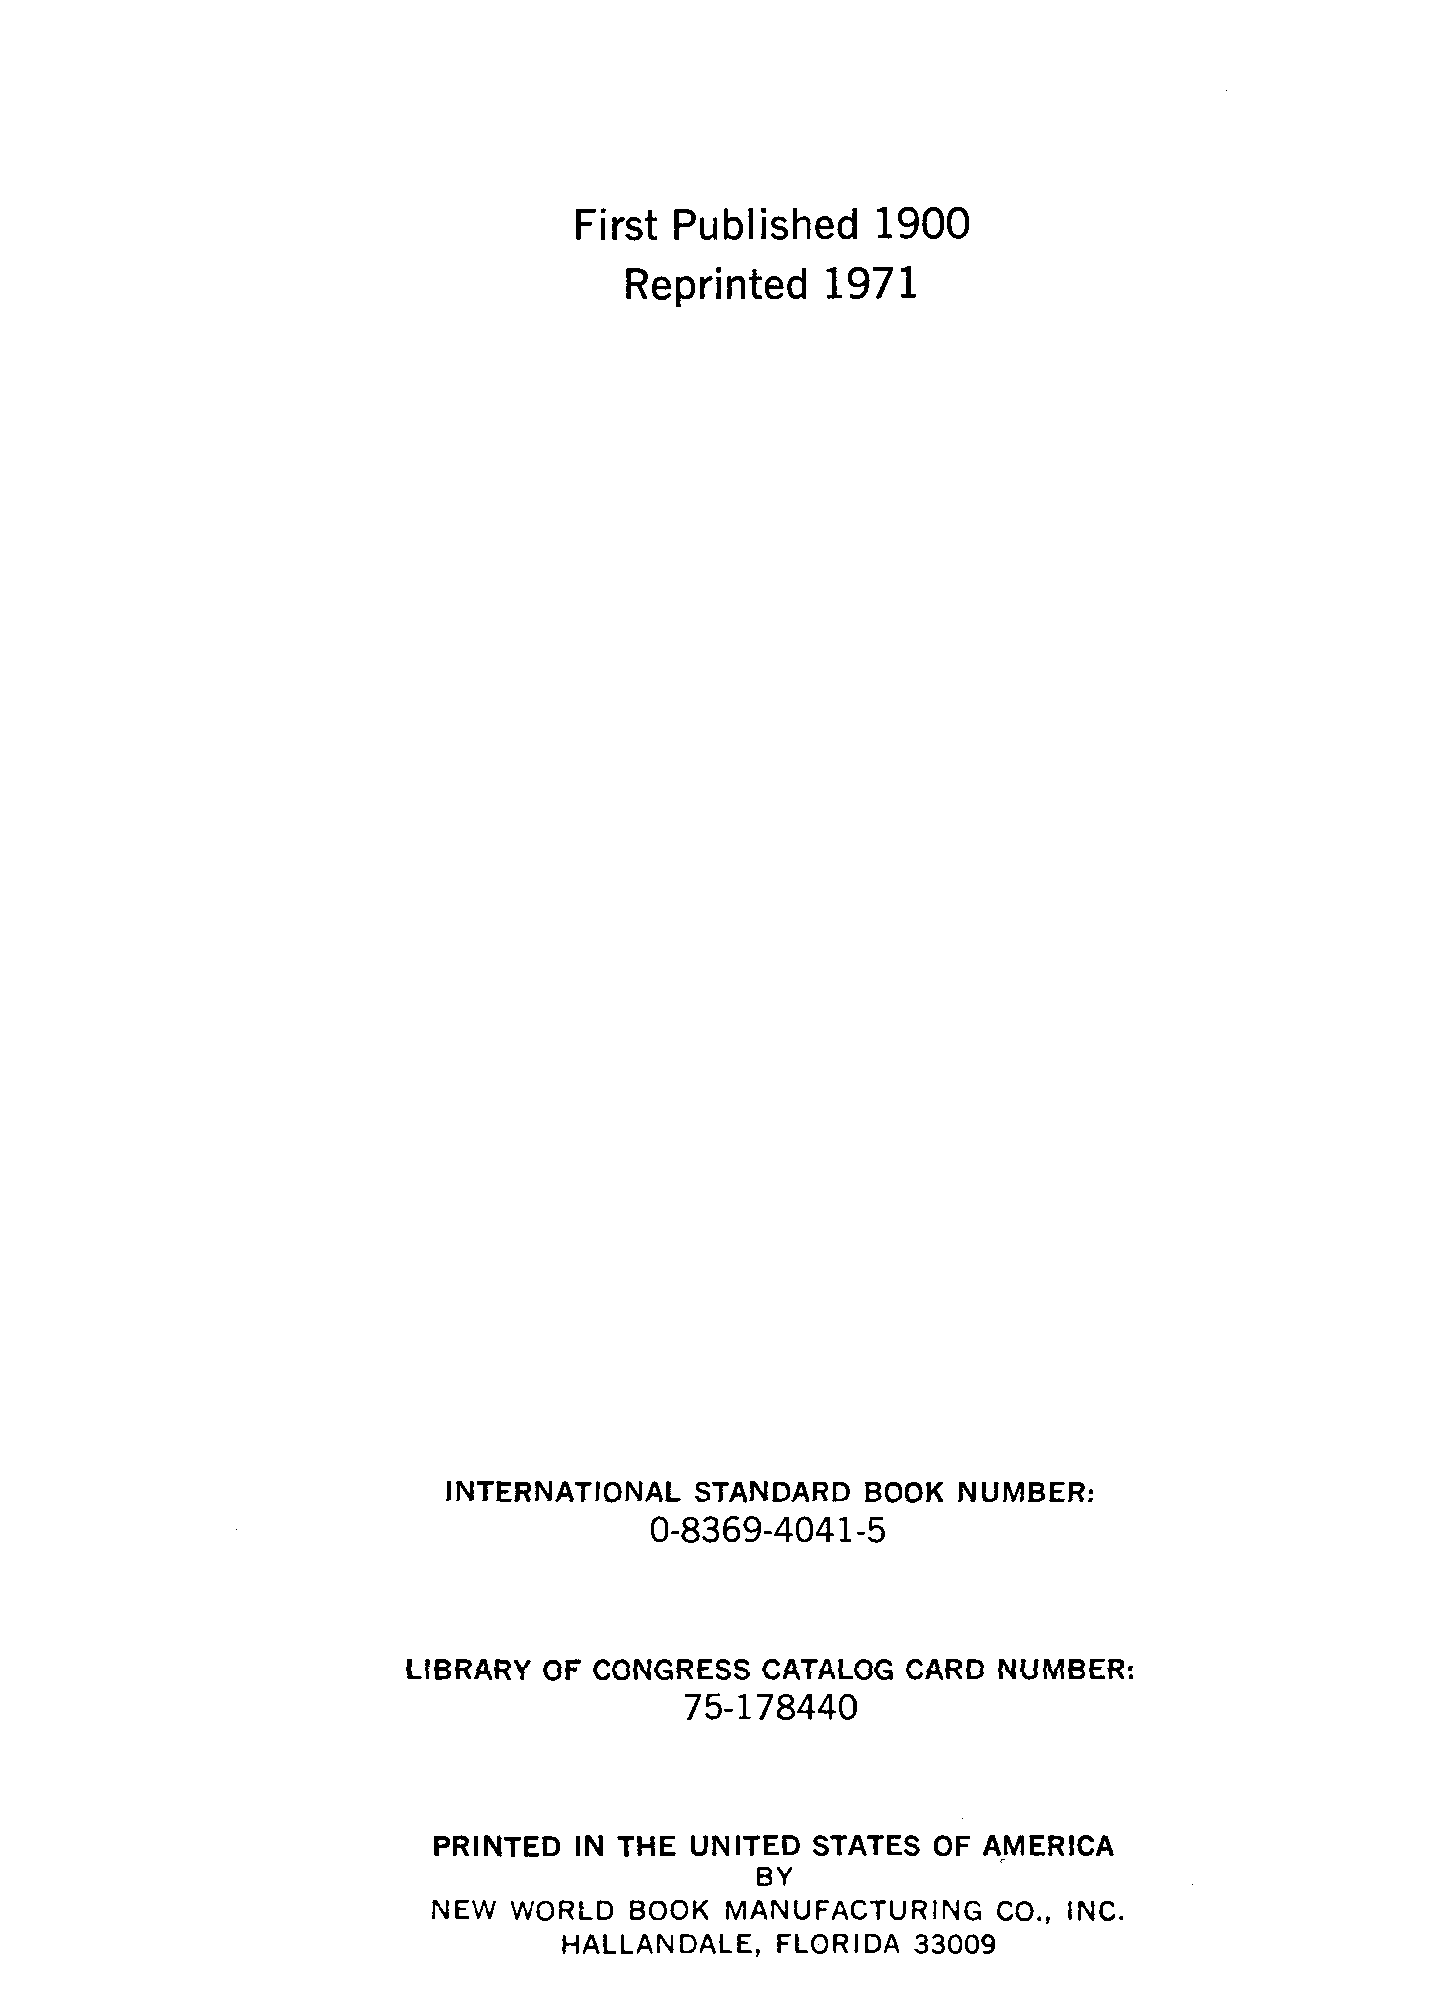 First Published 1900
Reprinted 1971
INTERNATIONAL STANDARD BOOK NUMBER:
0-8369-4041-5
LIBRARY OF CONGRESS CATALOG CARD NUMBER:
75-178440
PRINTED IN THE UNITED STATES OF AMERICA
BY
NEW WORLD BOOK MANUFACTURING CO., INC.
HALLANDALE, FLORIDA 33009